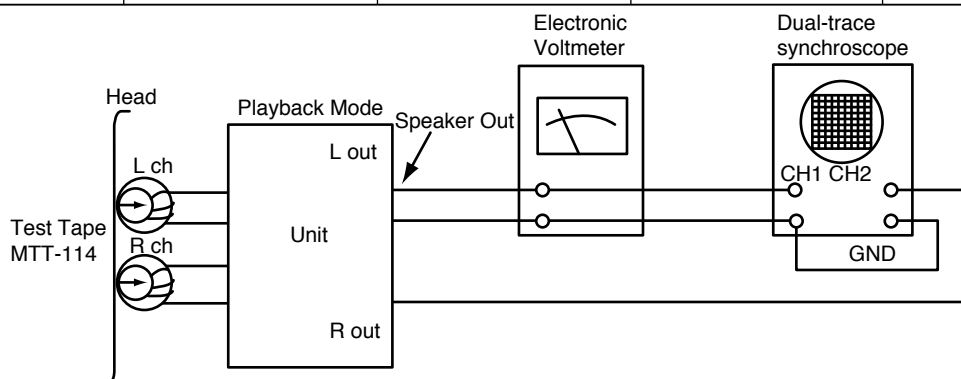 Electronic
Voltmeter
Dual-trace
synchroscope
Head
Playback Mode
Speaker Out
L out
L ch
CH1 CH2
Test Tape
MTT-114
Unit
R ch
GND
R out